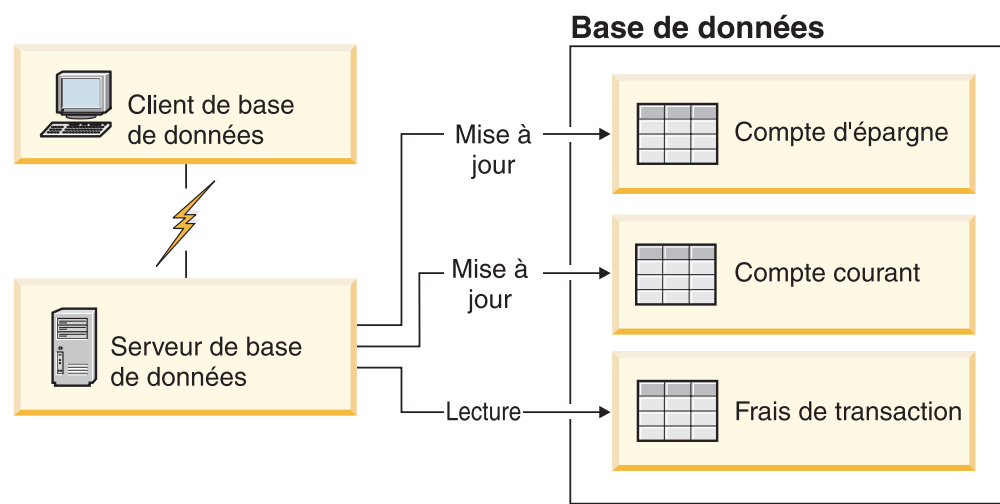 Base de données
Client de base
de données
Mise à
jour
Compte d'épargne
Mise à
jour
Compte courant
Serveur de base
de données
Lecture
Frais de transaction